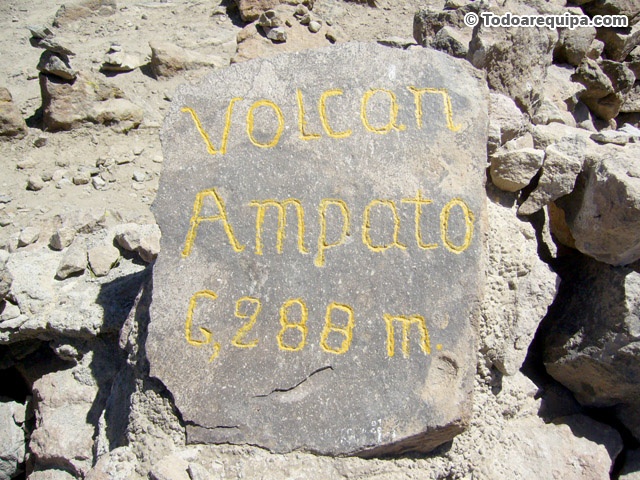 © Todoarequipa.com
Volcan
Ampato
6,288 m.